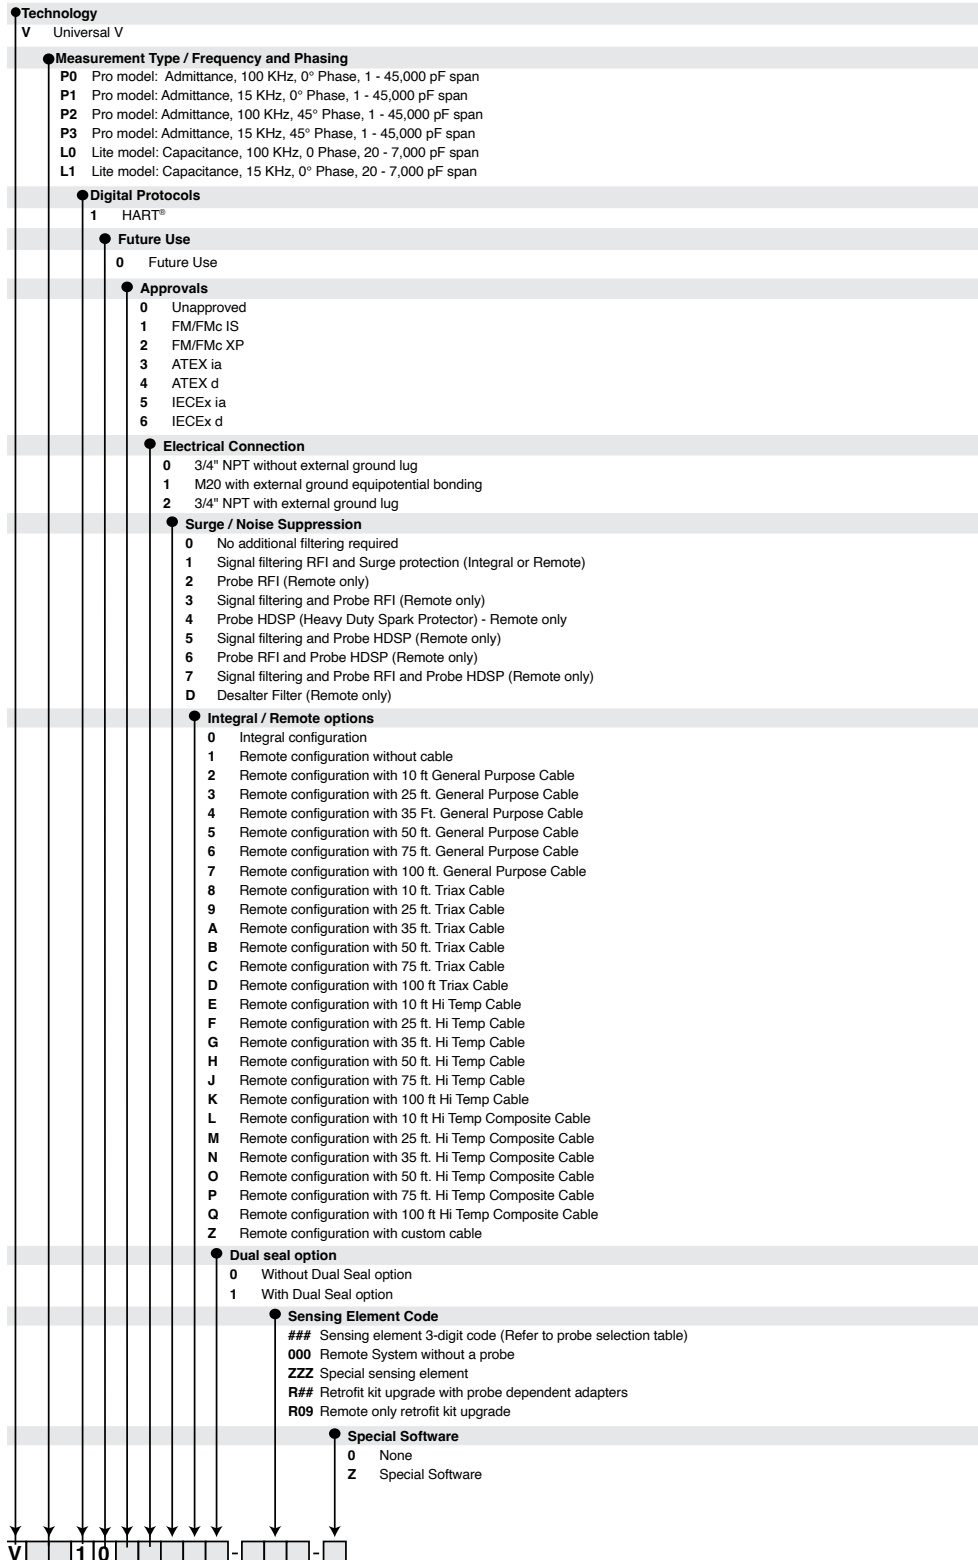 Technology
V Universal V
Measurement Type / Frequency and Phasing
P0 Pro model: Admittance, 100 KHz, 0° Phase, 1 - 45,000 pF span
P1 Pro model: Admittance, 15 KHz, 0° Phase, 1 - 45,000 pF span
P2 Pro model: Admittance, 100 KHz, 45° Phase, 1 - 45,000 pF span
P3 Pro model: Admittance, 15 KHz, 45° Phase, 1 - 45,000 pF span
L0 Lite model: Capacitance, 100 KHz, 0 Phase, 20 - 7,000 pF span
L1 Lite model: Capacitance, 15 KHz, 0° Phase, 20 - 7,000 pF span
Digital Protocols
1 HART®
Future Use
0 Future Use
Approvals
0 Unapproved
1 FM/FMc IS
2 FM/FMc XP
3 ATEX ia
4 ATEX d
5 IECEx ia
6 IECEx d
Electrical Connection
0 3/4" NPT without external ground lug
1 M20 with external ground equipotential bonding
2 3/4" NPT with external ground lug
Surge / Noise Suppression
0 No additional filtering required
1 Signal filtering RFI and Surge protection (Integral or Remote)
2 Probe RFI (Remote only)
3 Signal filtering and Probe RFI (Remote only)
4 Probe HDSP (Heavy Duty Spark Protector) - Remote only
5 Signal filtering and Probe HDSP (Remote only)
6 Probe RFI and Probe HDSP (Remote only)
7 Signal filtering and Probe RFI and Probe HDSP (Remote only)
D Desalter Filter (Remote only)
Integral / Remote options
0 Integral configuration
1 Remote configuration without cable
2 Remote configuration with 10 ft General Purpose Cable
3 Remote configuration with 25 ft. General Purpose Cable
4 Remote configuration with 35 Ft. General Purpose Cable
5 Remote configuration with 50 ft. General Purpose Cable
6 Remote configuration with 75 ft. General Purpose Cable
7 Remote configuration with 100 ft. General Purpose Cable
8 Remote configuration with 10 ft. Triax Cable
9 Remote configuration with 25 ft. Triax Cable
A Remote configuration with 35 ft. Triax Cable
B Remote configuration with 50 ft. Triax Cable
C Remote configuration with 75 ft. Triax Cable
D Remote configuration with 100 ft Triax Cable
E Remote configuration with 10 ft Hi Temp Cable
F Remote configuration with 25 ft. Hi Temp Cable
G Remote configuration with 35 ft. Hi Temp Cable
H Remote configuration with 50 ft. Hi Temp Cable
J Remote configuration with 75 ft. Hi Temp Cable
K Remote configuration with 100 ft Hi Temp Cable
L Remote configuration with 10 ft Hi Temp Composite Cable
M Remote configuration with 25 ft. Hi Temp Composite Cable
N Remote configuration with 35 ft. Hi Temp Composite Cable
O Remote configuration with 50 ft. Hi Temp Composite Cable
P Remote configuration with 75 ft. Hi Temp Composite Cable
Q Remote configuration with 100 ft Hi Temp Composite Cable
Z Remote configuration with custom cable
Dual seal option
0 Without Dual Seal option
1 With Dual Seal option
Sensing Element Code
### Sensing element 3-digit code (Refer to probe selection table)
000 Remote System without a probe
ZZZ Special sensing element
R## Retrofit kit upgrade with probe dependent adapters
R09 Remote only retrofit kit upgrade
Special Software
0 None
Z Special Software
V 1 0 - -